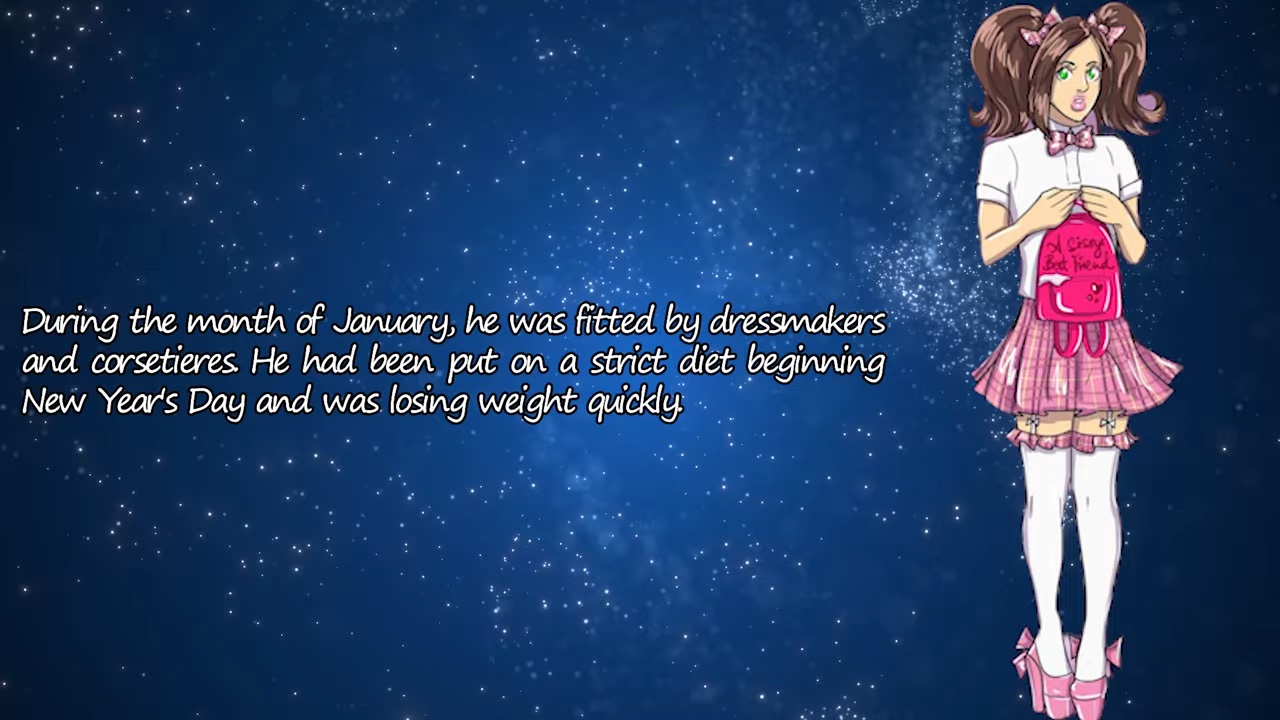 During the month of January, he was fitted by dressmakers
and corsetieres. He had been put on a strict diet beginning
New Year's Day and was losing weight quickly.
A Sissy
Best Friend